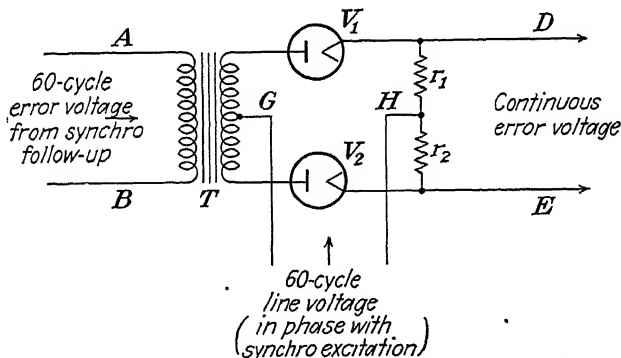 A
V₁
D
60-cycle
error voltage
from synchro
follow-up
G
H
r₁
Continuous
error voltage
B
T
V₂
r₂
E
60-cycle
line voltage
(in phase with
synchro excitation)